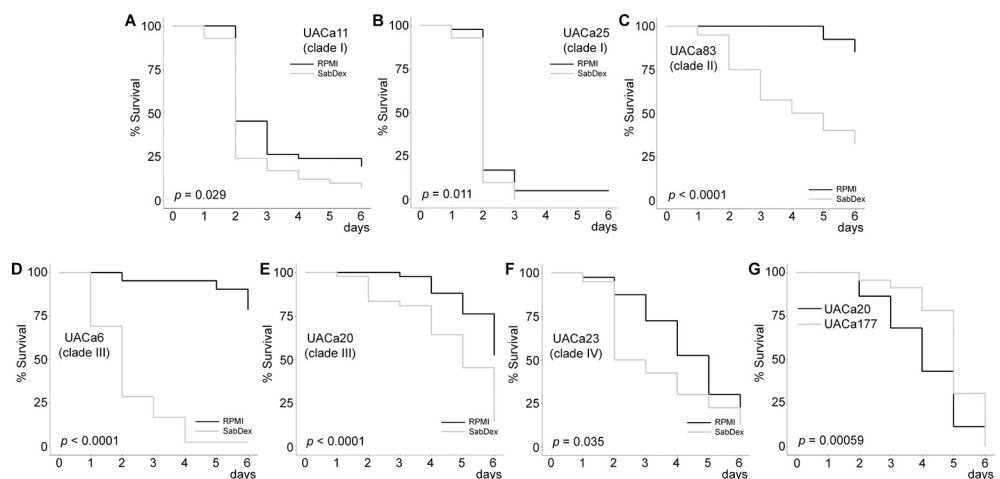 A
% Survival
100
75
50
25
0
UACa11
(clade I)
RPMI
SabDex
p = 0.029
0 1 2 3 4 5 6
days
B
% Survival
100
75
50
25
0
UACa25
(clade I)
RPMI
SabDex
p = 0.011
0 1 2 3 4 5 6
days
C
% Survival
100
75
50
25
0
UACa83
(clade II)
RPMI
SabDex
p < 0.0001
0 1 2 3 4 5 6
days
D
% Survival
100
75
50
25
0
UACa6
(clade III)
RPMI
SabDex
p < 0.0001
0 1 2 3 4 5 6
days
E
% Survival
100
75
50
25
0
UACa20
(clade III)
RPMI
SabDex
p < 0.0001
0 1 2 3 4 5 6
days
F
% Survival
100
75
50
25
0
UACa23
(clade IV)
RPMI
SabDex
p = 0.035
0 1 2 3 4 5 6
days
G
% Survival
100
75
50
25
0
UACa20
UACa177
p = 0.00059
0 1 2 3 4 5 6
days